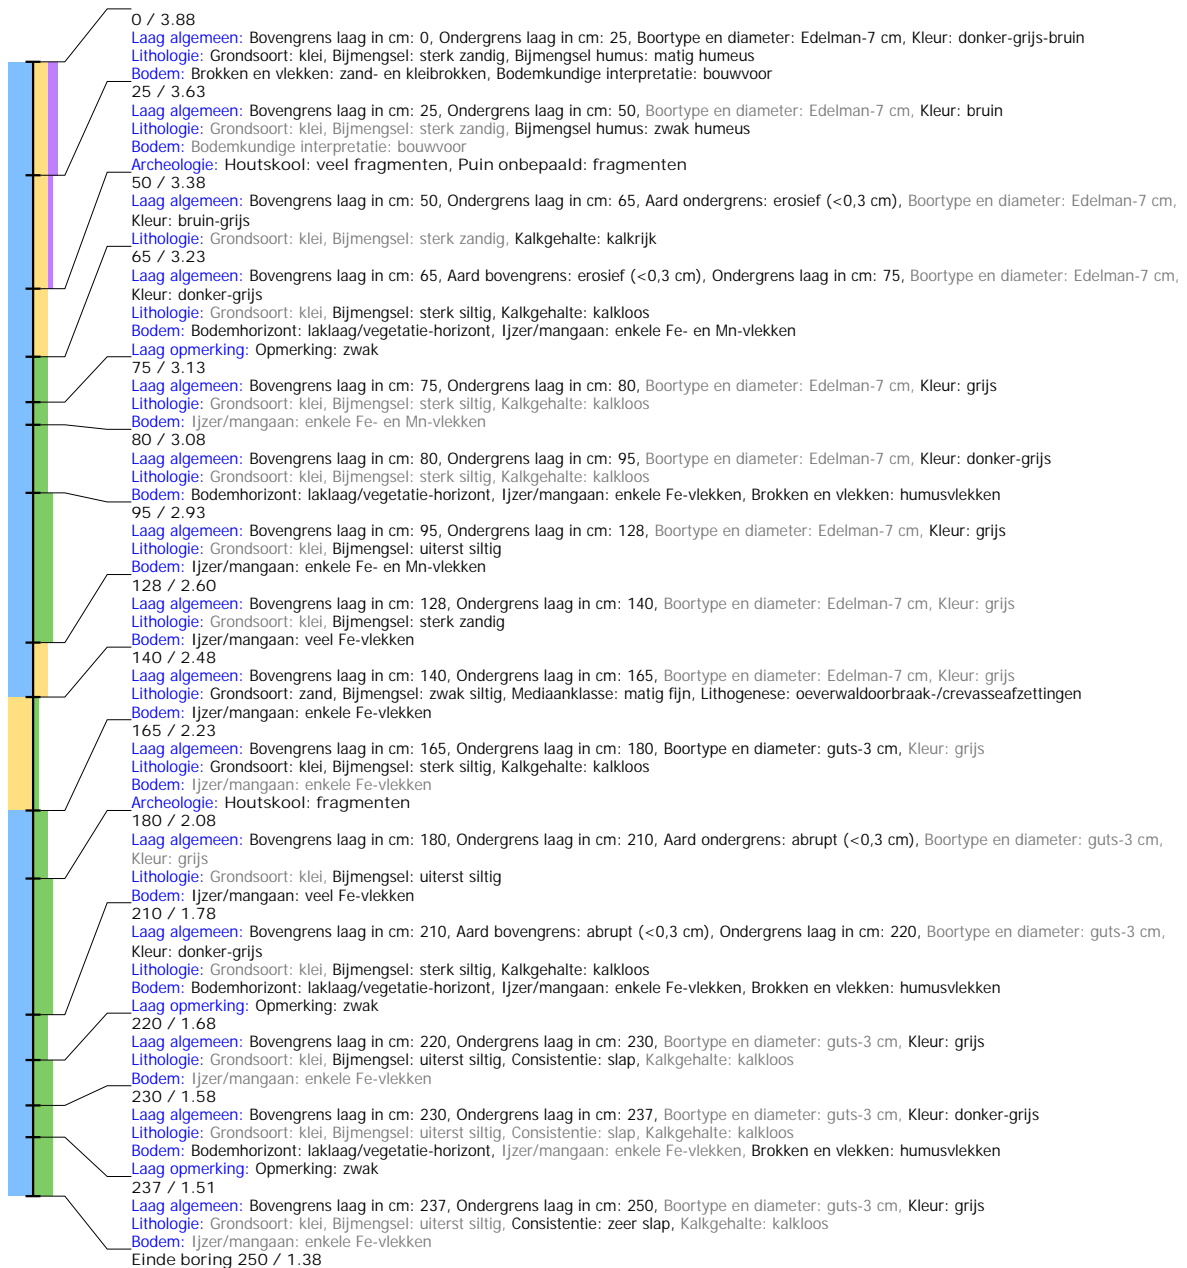 0 / 3.88
Laag algemeen: Bovengrens laag in cm: 0, Ondergrens laag in cm: 25, Boortype en diameter: Edelman-7 cm, Kleur: donker-grijs-bruin
Lithologie: Grondsoort: klei, Bijmengsel: sterk zandig, Bijmengsel humus: matig humeus
Bodem: Brokken en vlekken: zand- en kleibrokken, Bodemkundige interpretatie: bouwvoor
25 / 3.63
Laag algemeen: Bovengrens laag in cm: 25, Ondergrens laag in cm: 50, Boortype en diameter: Edelman-7 cm, Kleur: bruin
Lithologie: Grondsoort: klei, Bijmengsel: sterk zandig, Bijmengsel humus: zwak humeus
Bodem: Bodemkundige interpretatie: bouwvoor
Archeologie: Houtskool: veel fragmenten, Puin onbepaald: fragmenten
50 / 3.38
Laag algemeen: Bovengrens laag in cm: 50, Ondergrens laag in cm: 65, Aard ondergrens: erosief (<0,3 cm), Boortype en diameter: Edelman-7 cm,
Kleur: bruin-grijs
Lithologie: Grondsoort: klei, Bijmengsel: sterk zandig, Kalkgehalte: kalkrijk
65 / 3.23
Laag algemeen: Bovengrens laag in cm: 65, Aard bovengrens: erosief (<0,3 cm), Ondergrens laag in cm: 75, Boortype en diameter: Edelman-7 cm,
Kleur: donker-grijs
Lithologie: Grondsoort: klei, Bijmengsel: sterk siltig, Kalkgehalte: kalkloos
Bodem: Bodemhorizont: laklaag/vegetatie-horizont, Ijzer/mangaan: enkele Fe- en Mn-vlekken
Laag opmerking: Opmerking: zwak
75 / 3.13
Laag algemeen: Bovengrens laag in cm: 75, Ondergrens laag in cm: 80, Boortype en diameter: Edelman-7 cm, Kleur: grijs
Lithologie: Grondsoort: klei, Bijmengsel: sterk siltig, Kalkgehalte: kalkloos
Bodem: Ijzer/mangaan: enkele Fe- en Mn-vlekken
80 / 3.08
Laag algemeen: Bovengrens laag in cm: 80, Ondergrens laag in cm: 95, Boortype en diameter: Edelman-7 cm, Kleur: donker-grijs
Lithologie: Grondsoort: klei, Bijmengsel: sterk siltig, Kalkgehalte: kalkloos
Bodem: Bodemhorizont: laklaag/vegetatie-horizont, Ijzer/mangaan: enkele Fe-vlekken, Brokken en vlekken: humusvlekken
95 / 2.93
Laag algemeen: Bovengrens laag in cm: 95, Ondergrens laag in cm: 128, Boortype en diameter: Edelman-7 cm, Kleur: grijs
Lithologie: Grondsoort: klei, Bijmengsel: uiterst siltig
Bodem: Ijzer/mangaan: enkele Fe- en Mn-vlekken
128 / 2.60
Laag algemeen: Bovengrens laag in cm: 128, Ondergrens laag in cm: 140, Boortype en diameter: Edelman-7 cm, Kleur: grijs
Lithologie: Grondsoort: klei, Bijmengsel: sterk zandig
Bodem: Ijzer/mangaan: veel Fe-vlekken
140 / 2.48
Laag algemeen: Bovengrens laag in cm: 140, Ondergrens laag in cm: 165, Boortype en diameter: Edelman-7 cm, Kleur: grijs
Lithologie: Grondsoort: zand, Bijmengsel: zwak siltig, Mediaanklasse: matig fijn, Lithogenese: oeverwaldoorbraak-/crevasseafzettingen
Bodem: Ijzer/mangaan: enkele Fe-vlekken
165 / 2.23
Laag algemeen: Bovengrens laag in cm: 165, Ondergrens laag in cm: 180, Boortype en diameter: guts-3 cm, Kleur: grijs
Lithologie: Grondsoort: klei, Bijmengsel: sterk siltig, Kalkgehalte: kalkloos
Bodem: Ijzer/mangaan: enkele Fe-vlekken
Archeologie: Houtskool: fragmenten
180 / 2.08
Laag algemeen: Bovengrens laag in cm: 180, Ondergrens laag in cm: 210, Aard ondergrens: abrupt (<0,3 cm), Boortype en diameter: guts-3 cm,
Kleur: grijs
Lithologie: Grondsoort: klei, Bijmengsel: uiterst siltig
Bodem: Ijzer/mangaan: veel Fe-vlekken
210 / 1.78
Laag algemeen: Bovengrens laag in cm: 210, Aard bovengrens: abrupt (<0,3 cm), Ondergrens laag in cm: 220, Boortype en diameter: guts-3 cm,
Kleur: donker-grijs
Lithologie: Grondsoort: klei, Bijmengsel: sterk siltig, Kalkgehalte: kalkloos
Bodem: Bodemhorizont: laklaag/vegetatie-horizont, Ijzer/mangaan: enkele Fe-vlekken, Brokken en vlekken: humusvlekken
Laag opmerking: Opmerking: zwak
220 / 1.68
Laag algemeen: Bovengrens laag in cm: 220, Ondergrens laag in cm: 230, Boortype en diameter: guts-3 cm, Kleur: grijs
Lithologie: Grondsoort: klei, Bijmengsel: uiterst siltig, Consistentie: slap, Kalkgehalte: kalkloos
Bodem: Ijzer/mangaan: enkele Fe-vlekken
230 / 1.58
Laag algemeen: Bovengrens laag in cm: 230, Ondergrens laag in cm: 237, Boortype en diameter: guts-3 cm, Kleur: donker-grijs
Lithologie: Grondsoort: klei, Bijmengsel: uiterst siltig, Consistentie: slap, Kalkgehalte: kalkloos
Bodem: Bodemhorizont: laklaag/vegetatie-horizont, Ijzer/mangaan: enkele Fe-vlekken, Brokken en vlekken: humusvlekken
Laag opmerking: Opmerking: zwak
237 / 1.51
Laag algemeen: Bovengrens laag in cm: 237, Ondergrens laag in cm: 250, Boortype en diameter: guts-3 cm, Kleur: grijs
Lithologie: Grondsoort: klei, Bijmengsel: uiterst siltig, Consistentie: zeer slap, Kalkgehalte: kalkloos
Bodem: Ijzer/mangaan: enkele Fe-vlekken
Einde boring 250 / 1.38